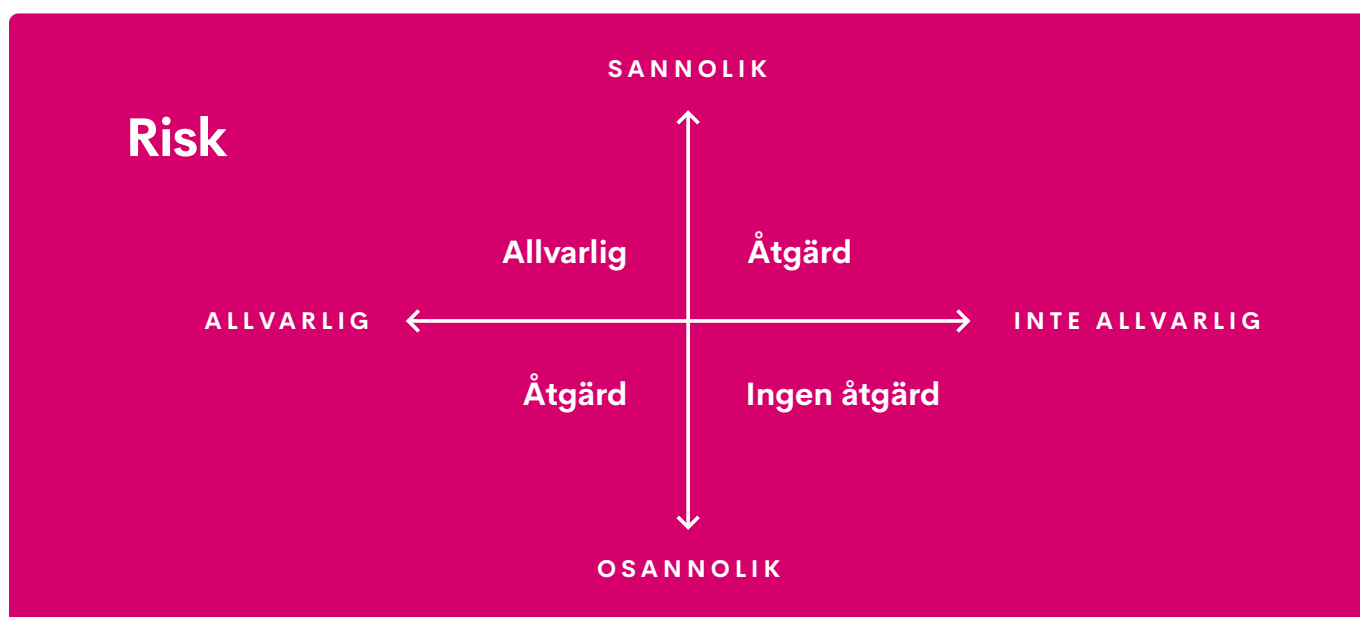 SANNOLIK
Risk
Allvarlig
Åtgärd
ALLVARLIG
INTE ALLVARLIG
Åtgärd
Ingen åtgärd
OSANNOLIK